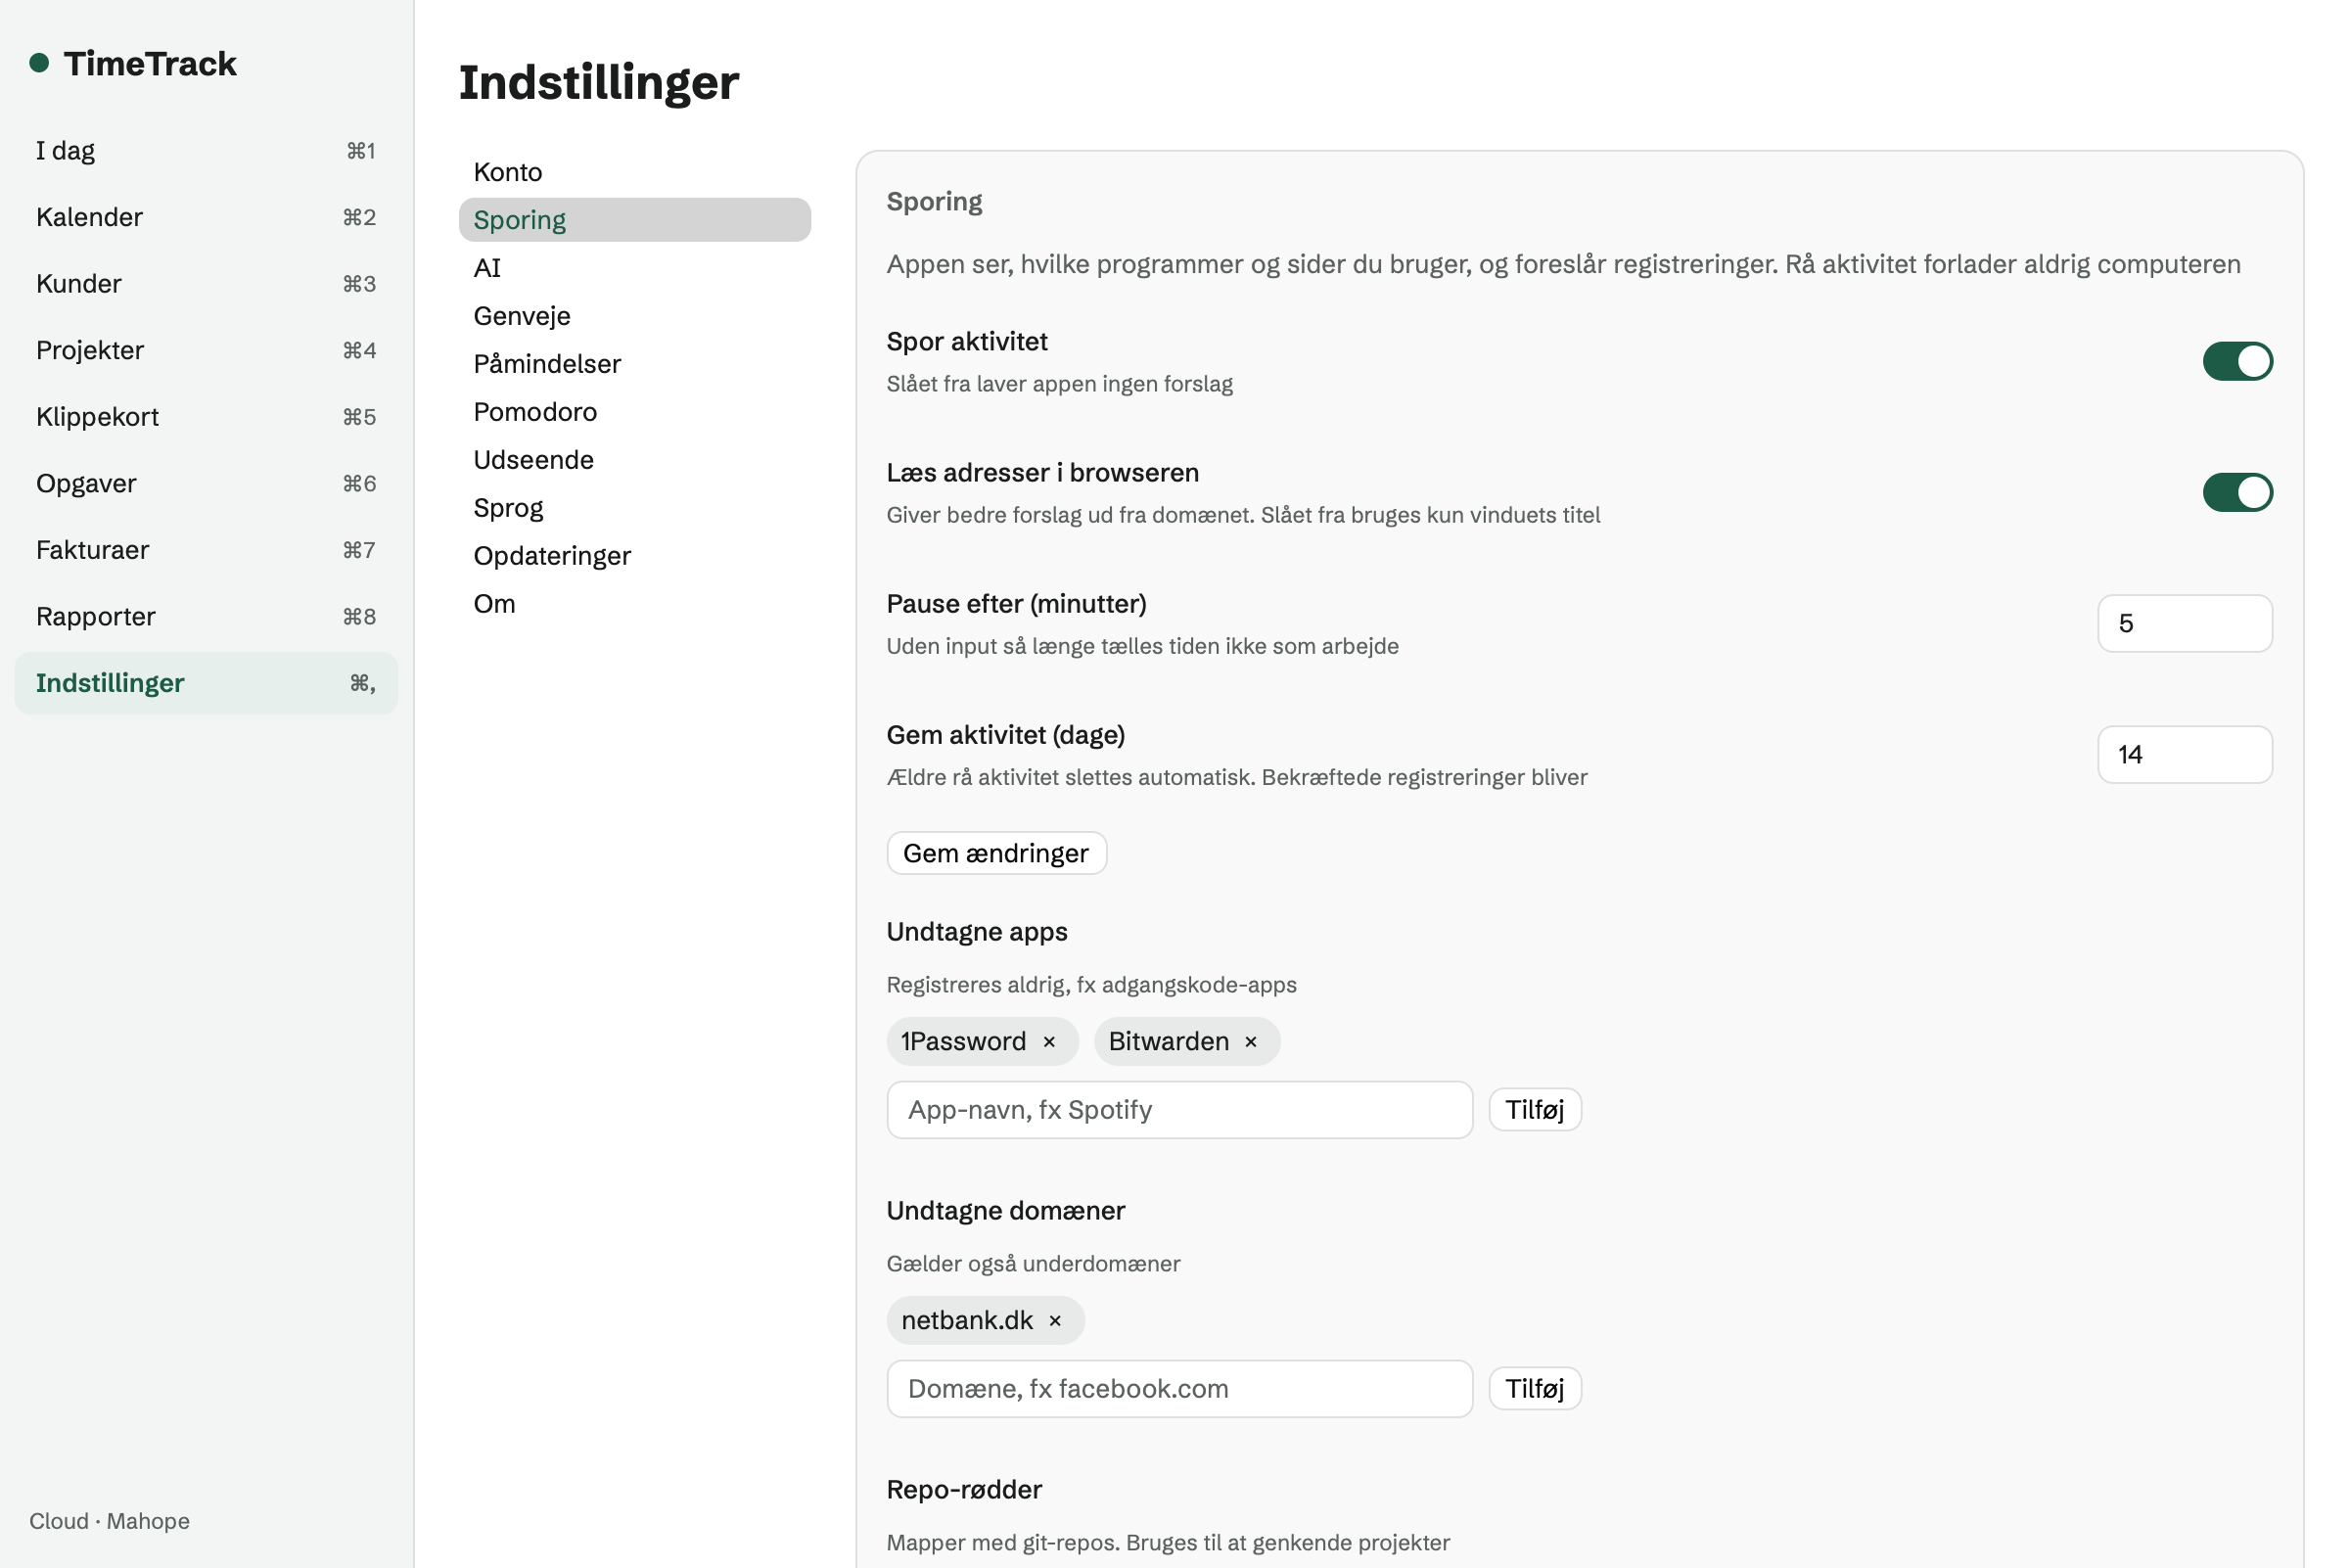 TimeTrack
I dag ⌘1
Kalender ⌘2
Kunder ⌘3
Projekter ⌘4
Klippekort ⌘5
Opgaver ⌘6
Fakturaer ⌘7
Rapporter ⌘8
Indstillinger ⌘,
Cloud · Mahope
Indstillinger
Konto
Sporing
AI
Genveje
Påmindelser
Pomodoro
Udseende
Sprog
Opdateringer
Om
Sporing
Appen ser, hvilke programmer og sider du bruger, og foreslår registreringer. Rå aktivitet forlader aldrig computeren
Spor aktivitet
Slået fra laver appen ingen forslag
Læs adresser i browseren
Giver bedre forslag ud fra domænet. Slået fra bruges kun vinduets titel
Pause efter (minutter)
Uden input så længe tælles tiden ikke som arbejde
5
Gem aktivitet (dage)
Ældre rå aktivitet slettes automatisk. Bekræftede registreringer bliver
14
Gem ændringer
Undtagne apps
Registreres aldrig, fx adgangskode-apps
1Password × Bitwarden ×
App-navn, fx Spotify Tilføj
Undtagne domæner
Gælder også underdomæner
netbank.dk ×
Domæne, fx facebook.com Tilføj
Repo-rødder
Mapper med git-repos. Bruges til at genkende projekter